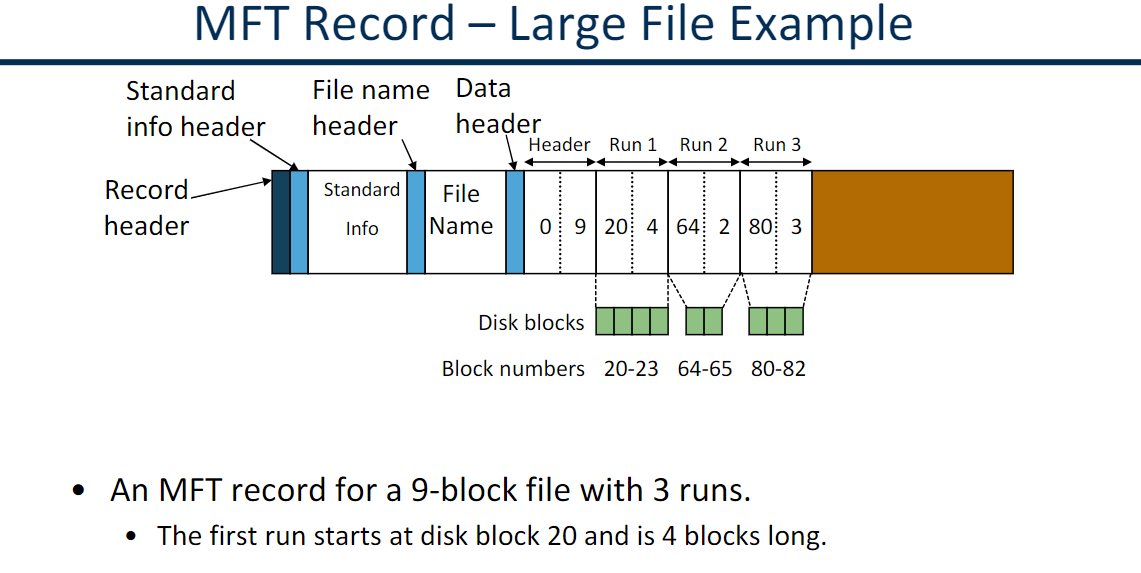 MFT Record – Large File Example
Standard
info header
File name
header
Data
header
Header
Run 1
Run 2
Run 3
Record
header
Standard
Info
File
Name
0 9 20 4 64 2 80 3
Disk blocks
Block numbers 20-23 64-65 80-82
• An MFT record for a 9-block file with 3 runs.
• The first run starts at disk block 20 and is 4 blocks long.